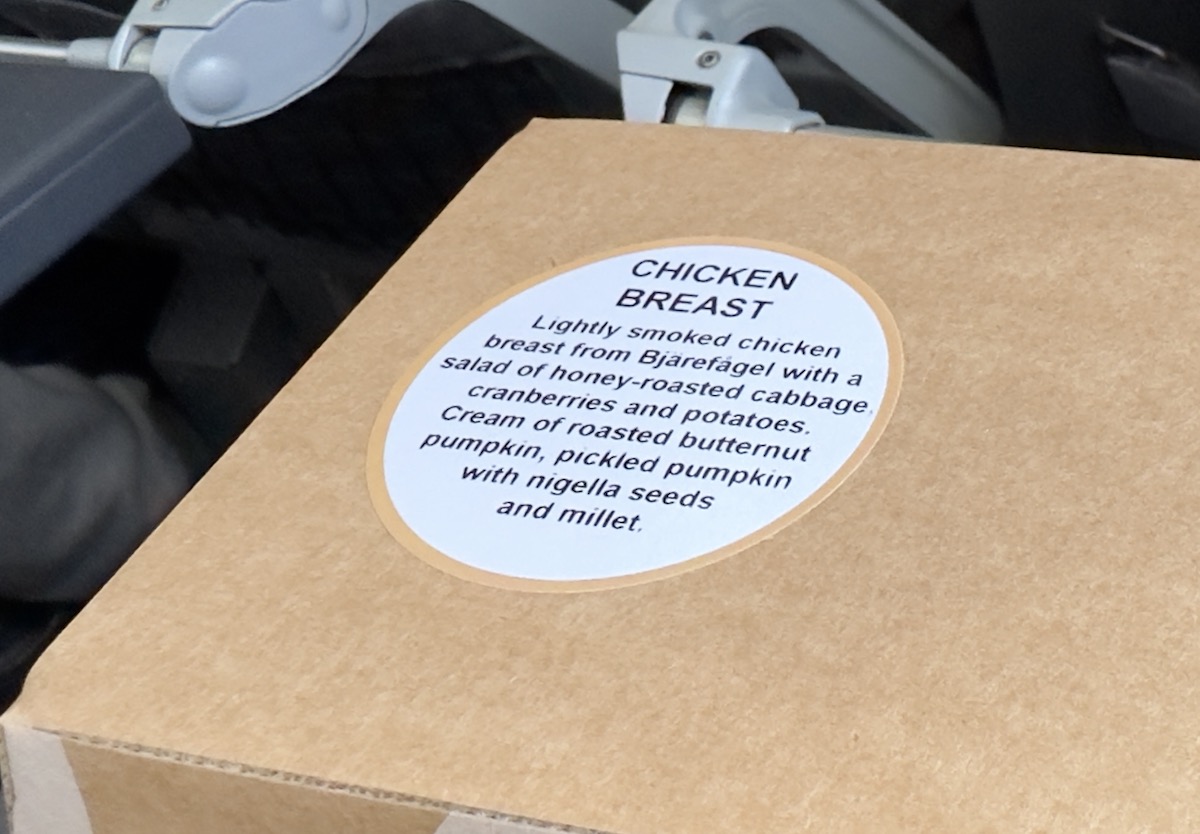 CHICKEN
BREAST
Lightly smoked chicken
breast from Bjärefågel with a
salad of honey-roasted cabbage,
cranberries and potatoes.
Cream of roasted butternut
pumpkin, pickled pumpkin
with nigella seeds
and millet.